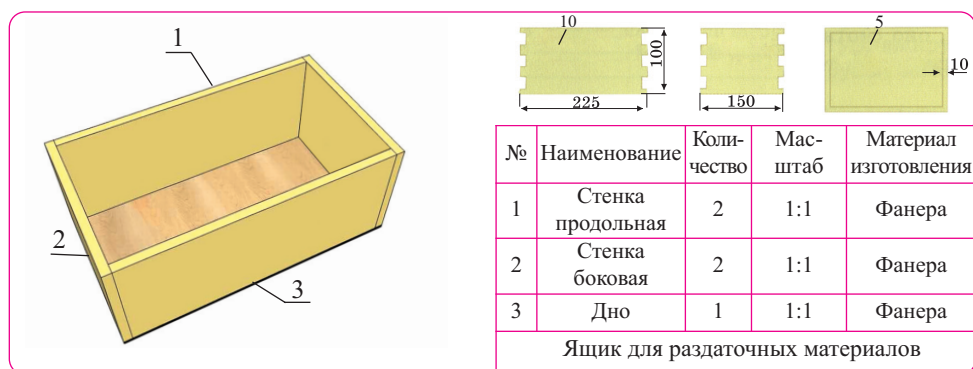 1
2
3
10
100
225
150
5
10
№ Наименование Коли-чество Мас-штаб Материал изготовления
1 Стенка продольная 2 1:1 Фанера
2 Стенка боковая 2 1:1 Фанера
3 Дно 1 1:1 Фанера
Ящик для раздаточных материалов